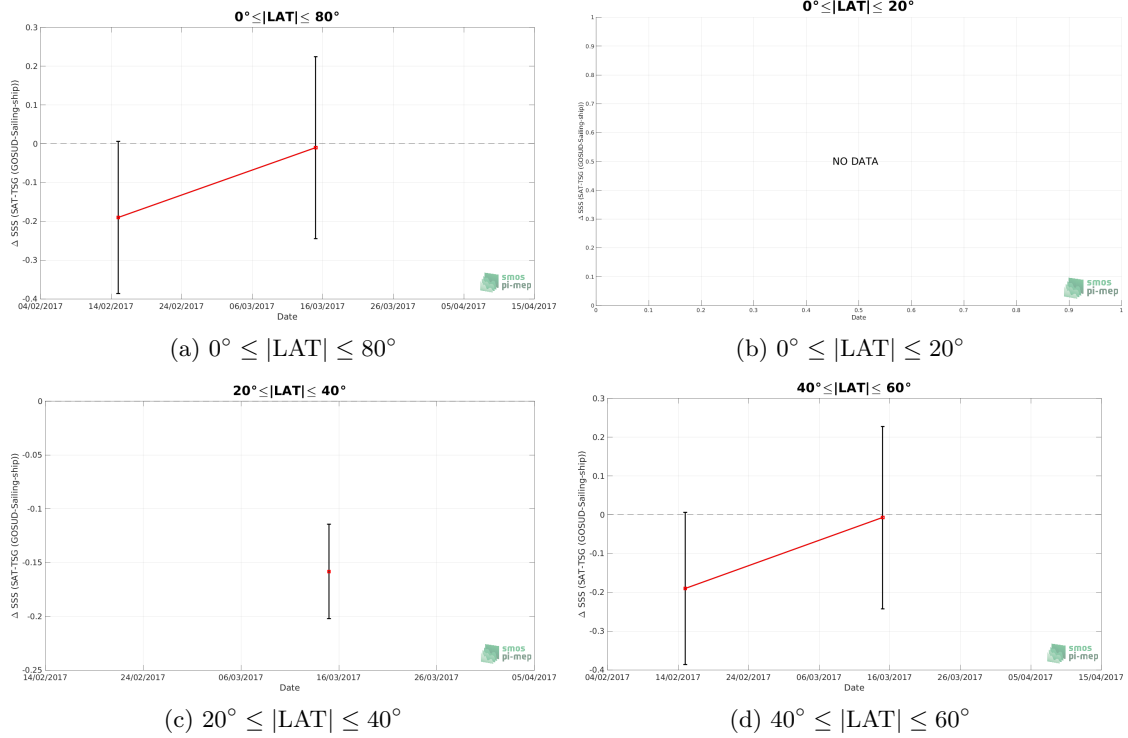 0°≤|LAT|≤ 80°
0.3
0.2
0.1
0
-0.1
-0.2
-0.3
-0.4
Δ SSS (SAT-TSG (GOSUD-Sailing-ship))
04/02/2017 14/02/2017 24/02/2017 06/03/2017 16/03/2017 26/03/2017 05/04/2017 15/04/2017
Date
smos
pi-mep
(a) 0° ≤ |LAT| ≤ 80°
0°≤|LAT|≤ 20°
1
0.9
0.8
0.7
0.6
0.5
0.4
0.3
0.2
0.1
0
Δ SSS (SAT-TSG (GOSUD-Sailing-ship))
NO DATA
0 0.1 0.2 0.3 0.4 0.5 0.6 0.7 0.8 0.9 1
Date
smos
pi-mep
(b) 0° ≤ |LAT| ≤ 20°
20°≤|LAT|≤ 40°
0
-0.05
-0.1
-0.15
-0.2
-0.25
Δ SSS (SAT-TSG (GOSUD-Sailing-ship))
14/02/2017 24/02/2017 06/03/2017 16/03/2017 26/03/2017 05/04/2017
Date
smos
pi-mep
(c) 20° ≤ |LAT| ≤ 40°
40°≤|LAT|≤ 60°
0.3
0.2
0.1
0
-0.1
-0.2
-0.3
-0.4
Δ SSS (SAT-TSG (GOSUD-Sailing-ship))
04/02/2017 14/02/2017 24/02/2017 06/03/2017 16/03/2017 26/03/2017 05/04/2017 15/04/2017
Date
smos
pi-mep
(d) 40° ≤ |LAT| ≤ 60°